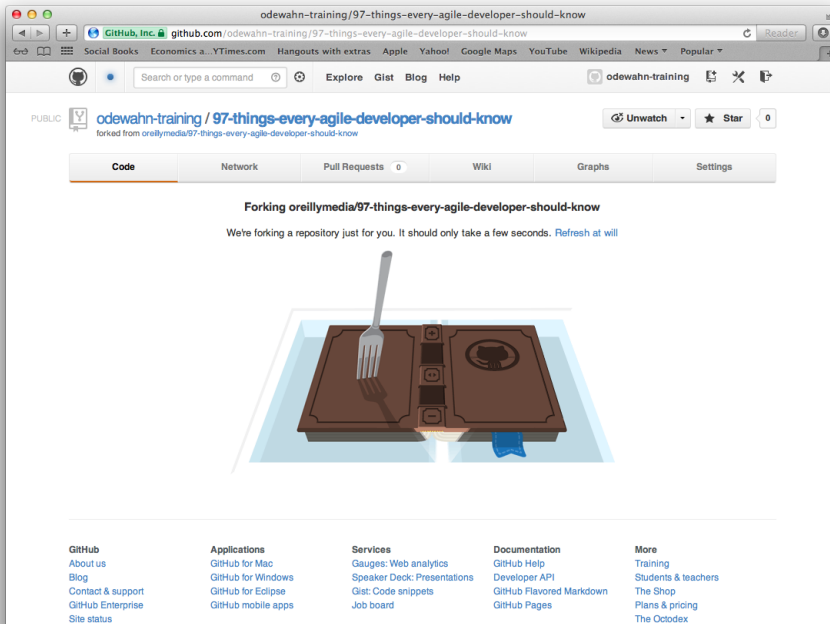 odewahn-training/97-things-every-agile-developer-should-know
GitHub, Inc. github.com/odewahn-training/97-things-every-agile-developer-should-know Reader
Social Books Economics a...YTimes.com Hangouts with extras Apple Yahoo! Google Maps YouTube Wikipedia News Popular
Search or type a command Explore Gist Blog Help odewahn-training
PUBLIC odewahn-training / 97-things-every-agile-developer-should-know Unwatch Star 0
forked from oreillymedia/97-things-every-agile-developer-should-know
Code Network Pull Requests 0 Wiki Graphs Settings
Forking oreillymedia/97-things-every-agile-developer-should-know
We're forking a repository just for you. It should only take a few seconds. Refresh at will
GitHub Applications Services Documentation More
About us GitHub for Mac Gauges: Web analytics GitHub Help Training
Blog GitHub for Windows Speaker Deck: Presentations Developer API Students & teachers
Contact & support GitHub for Eclipse Gist: Code snippets GitHub Flavored Markdown The Shop
GitHub Enterprise GitHub mobile apps Job board GitHub Pages Plans & pricing
Site status The Octodex